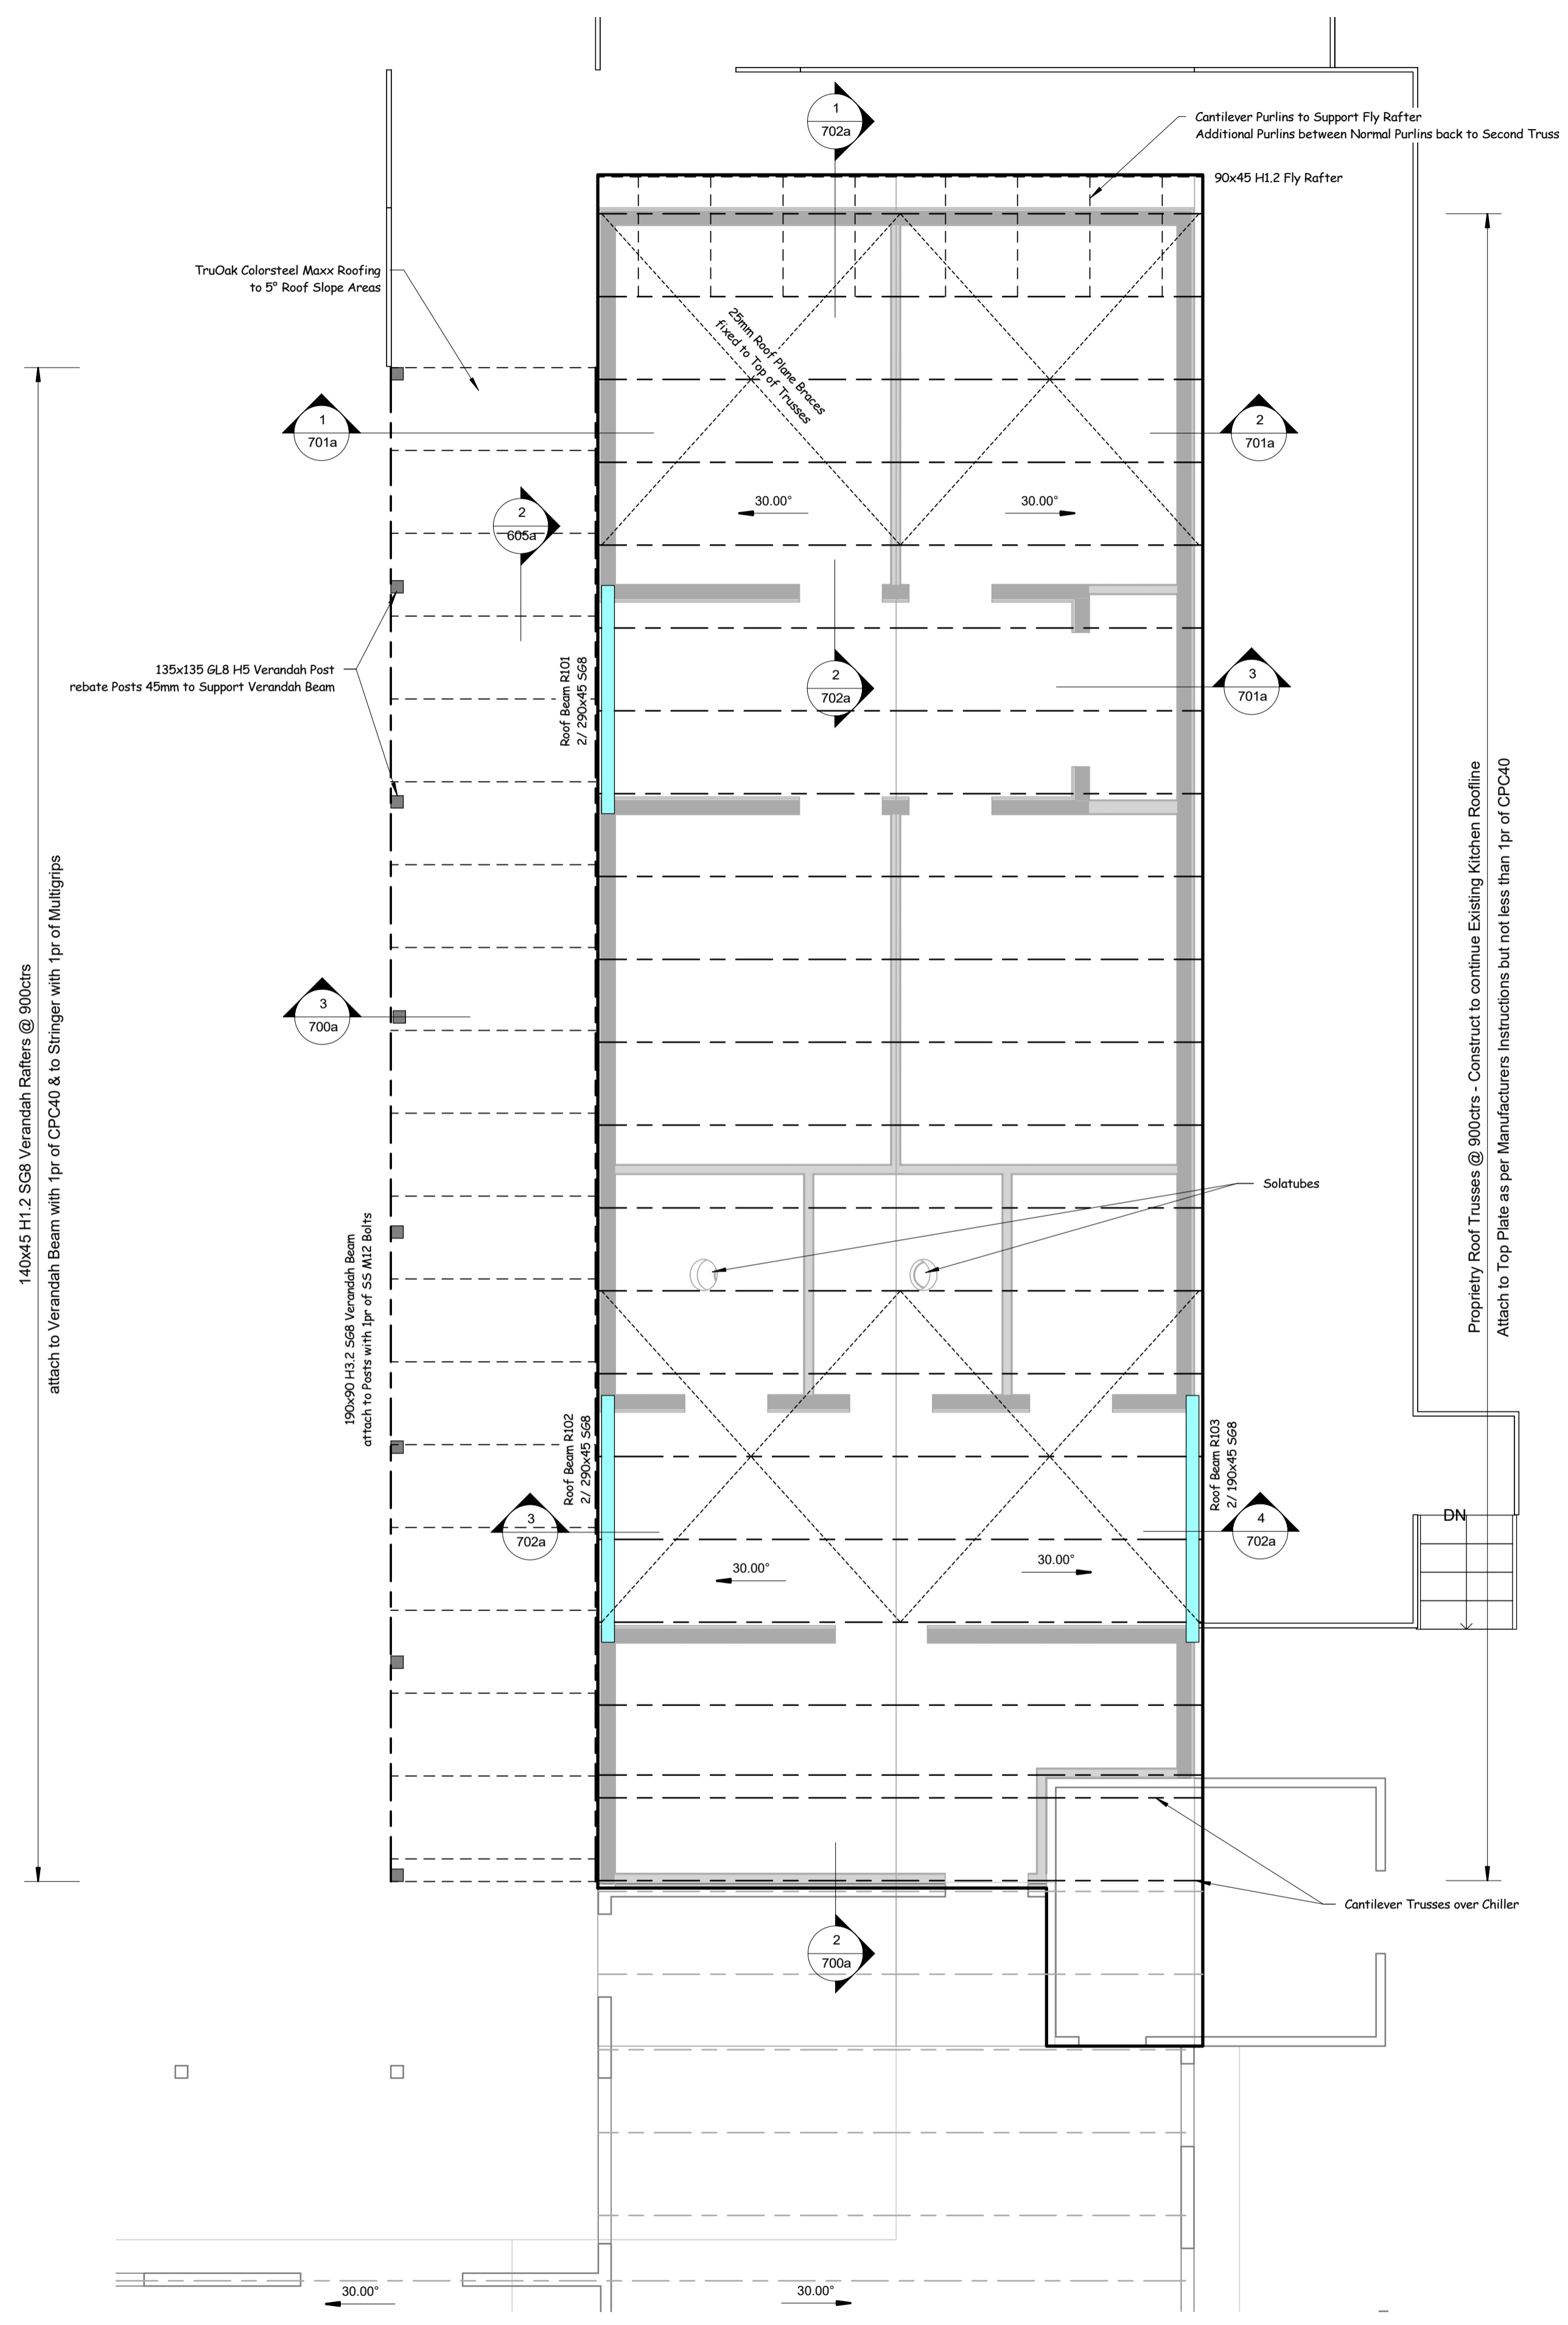 1
702a
Cantilever Purlins to Support Fly Rafter
Additional Purlins between Normal Purlins back to Second Truss
90x45 H1.2 Fly Rafter
TruOak Colorsteel Maxx Roofing
to 5° Roof Slope Areas
25mm Roof Plane Braces
fixed to Top of Trusses
1
701a
2
701a
30.00°
30.00°
2
605a
135x135 GL8 H5 Verandah Post
rebate Posts 45mm to Support Verandah Beam
Roof Beam R101
2/ 290x45 SG8
2
702a
3
701a
140x45 H1.2 SG8 Verandah Rafters @ 900ctrs
attach to Verandah Beam with 1pr of CPC40 & to Stringer with 1pr of Multigrips
Propriety Roof Trusses @ 900ctrs - Construct to continue Existing Kitchen Roofline
Attach to Top Plate as per Manufacturers Instructions but not less than 1pr of CPC40
3
700a
Solatubes
190x90 H3.2 SG8 Verandah Beam
attach to Posts with 1pr of SS M12 Bolts
Roof Beam R102
2/ 290x45 SG8
Roof Beam R103
2/ 190x45 SG8
3
702a
4
702a
DN
30.00°
30.00°
Cantilever Trusses over Chiller
2
700a
30.00°
30.00°